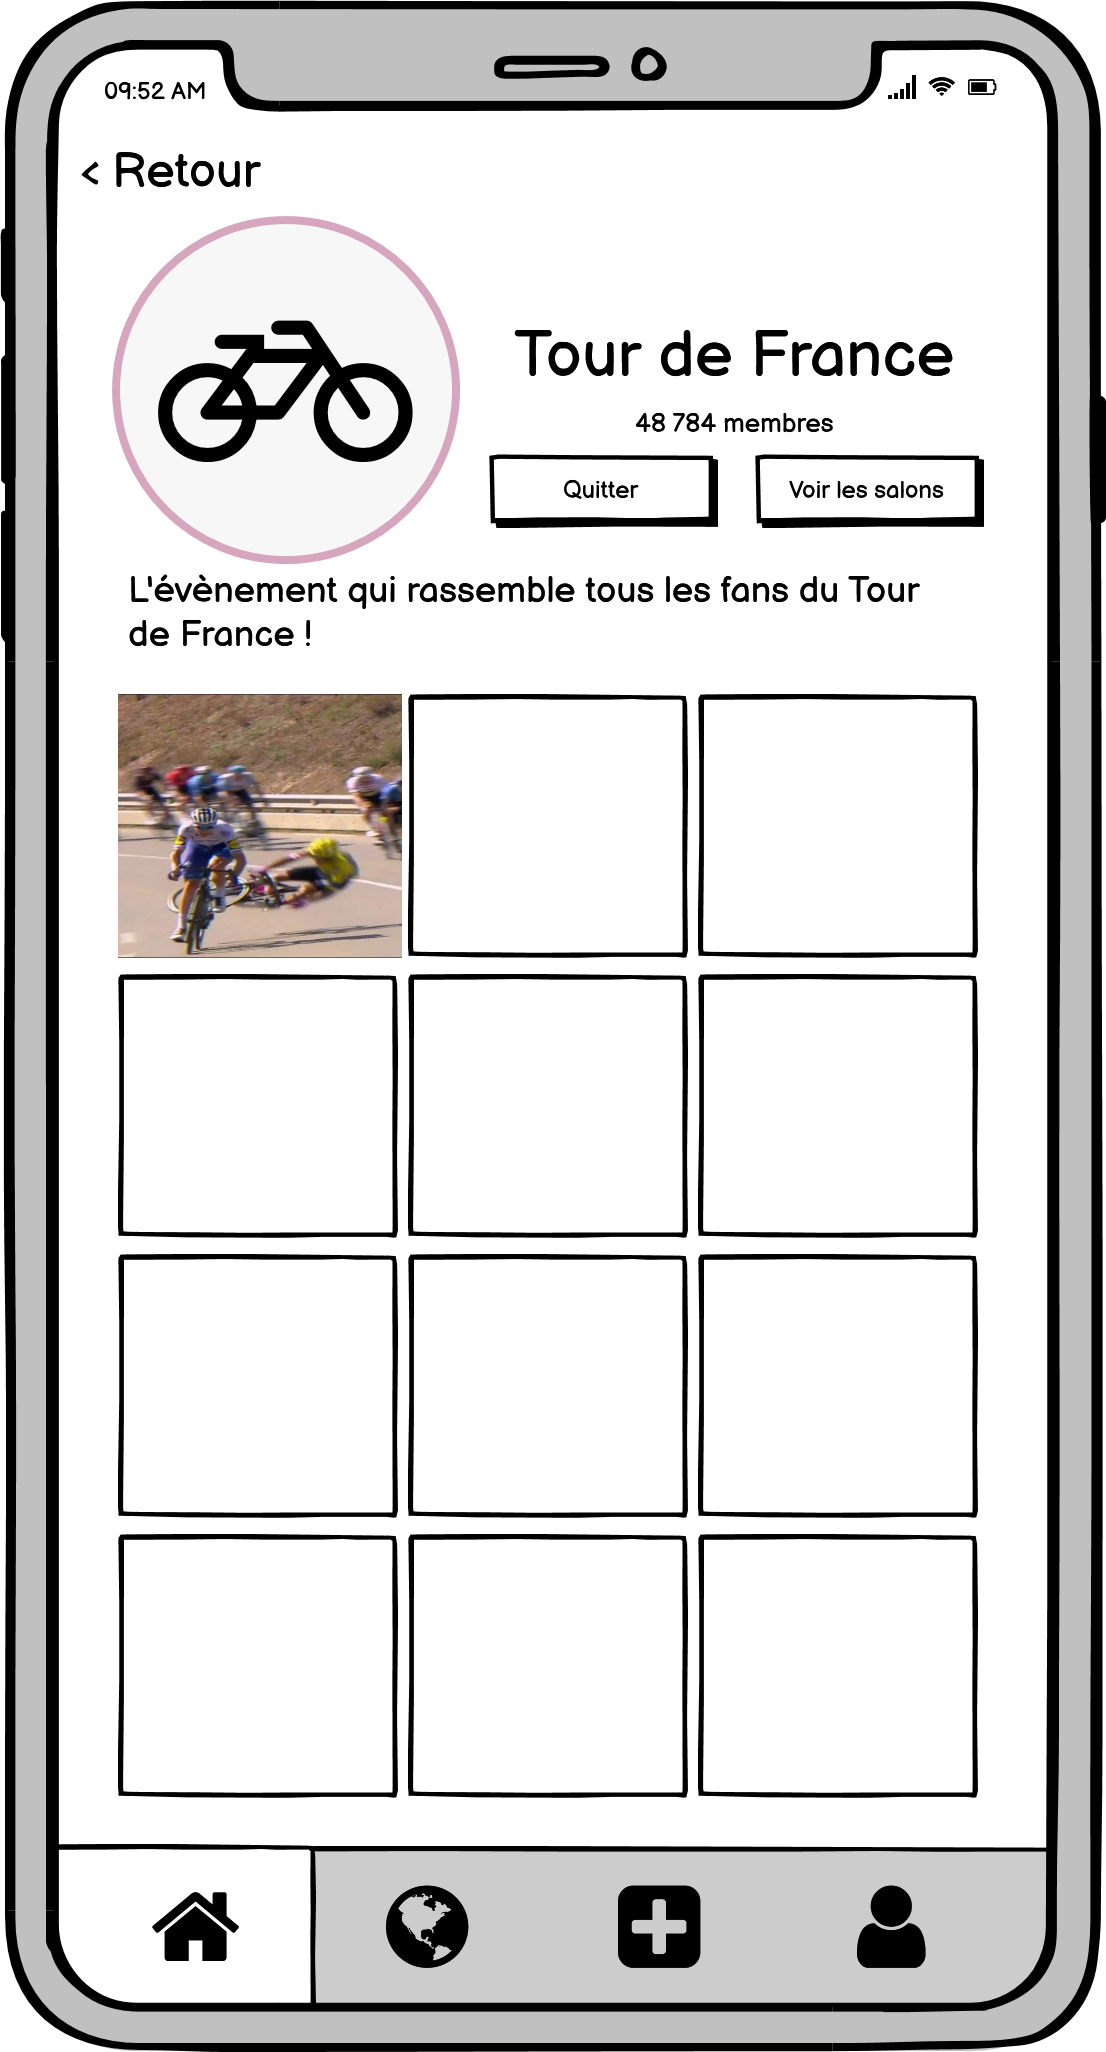 09:52 AM
< Retour
Tour de France
48 784 membres
Quitter
Voir les salons
L'évènement qui rassemble tous les fans du Tour
de France !